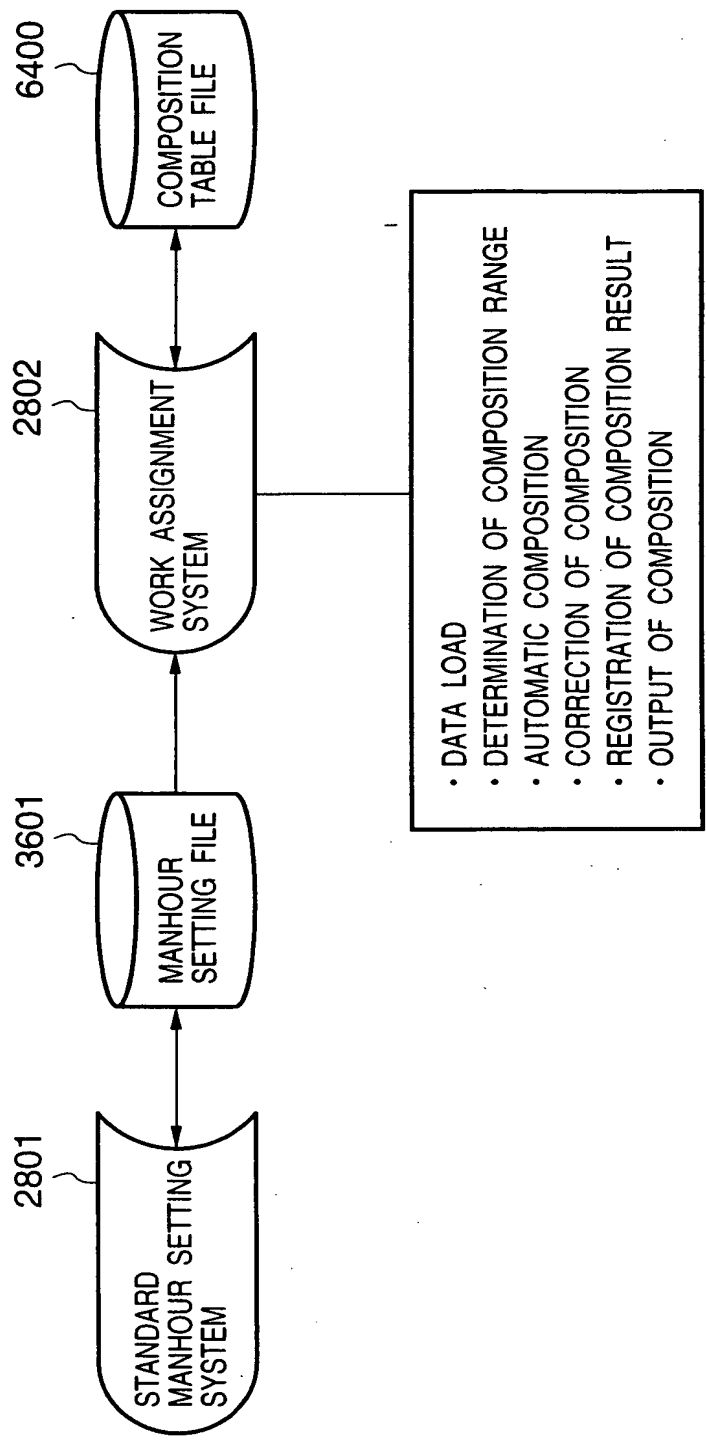 2801
STANDARD
MANHOUR SETTING
SYSTEM
3601
MANHOUR
SETTING FILE
2802
WORK ASSIGNMENT
SYSTEM
6400
COMPOSITION
TABLE FILE
· DATA LOAD
· DETERMINATION OF COMPOSITION RANGE
· AUTOMATIC COMPOSITION
· CORRECTION OF COMPOSITION
· REGISTRATION OF COMPOSITION RESULT
· OUTPUT OF COMPOSITION